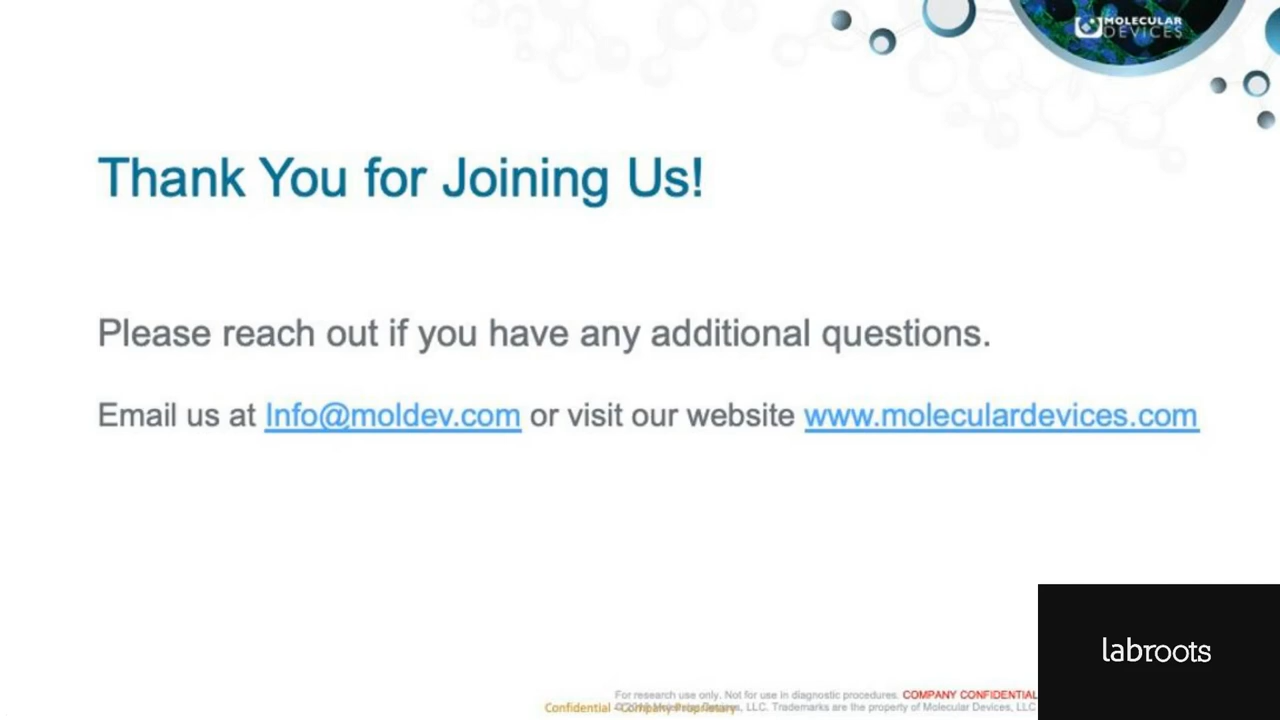 MOLECULAR
DEVICES
Thank You for Joining Us!
Please reach out if you have any additional questions.
Email us at Info@moldev.com or visit our website www.moleculardevices.com
labroots
For research use only. Not for use in diagnostic procedures. COMPANY CONFIDENTIAL
Confidential - Company Proprietary
LLC. Trademarks are the property of Molecular Devices, LLC